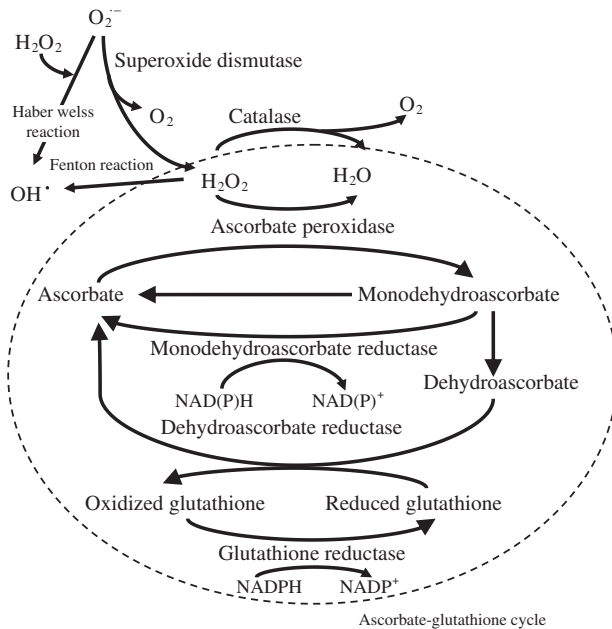 O₂˙⁻
H₂O₂
Superoxide dismutase
O₂
Catalase
O₂
Haber welss
reaction
Fenton reaction
OH˙
H₂O₂
H₂O
Ascorbate peroxidase
Ascorbate
Monodehydroascorbate
Monodehydroascorbate reductase
Dehydroascorbate
NAD(P)H
NAD(P)⁺
Dehydroascorbate reductase
Oxidized glutathione
Reduced glutathione
Glutathione reductase
NADPH
NADP⁺
Ascorbate-glutathione cycle